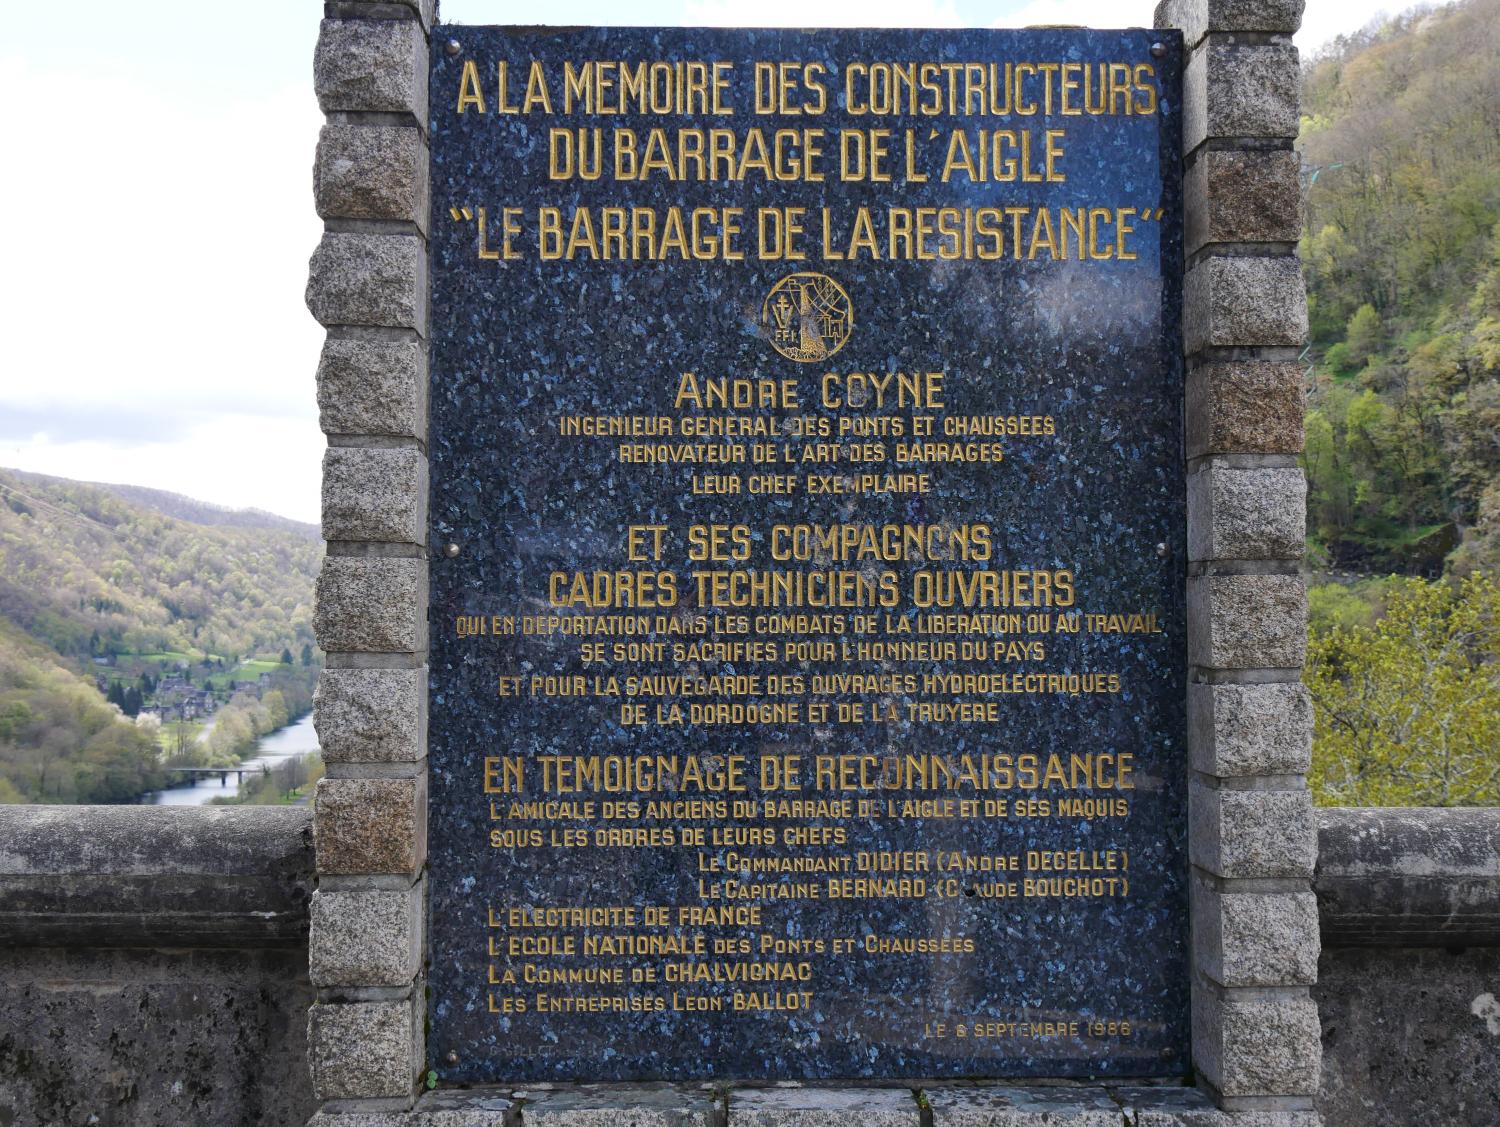 A LA MEMOIRE DES CONSTRUCTEURS
DU BARRAGE DE L'AIGLE
"LE BARRAGE DE LA RESISTANCE"
F.F.I.
ANDRE COYNE
INGENIEUR GENERAL DES PONTS ET CHAUSSEES
RENOVATEUR DE L'ART DES BARRAGES
LEUR CHEF EXEMPLAIRE
ET SES COMPAGNONS
CADRES TECHNICIENS OUVRIERS
QUI EN DEPORTATION DANS LES COMBATS DE LA LIBERATION OU AU TRAVAIL
SE SONT SACRIFIES POUR L'HONNEUR DU PAYS
ET POUR LA SAUVEGARDE DES OUVRAGES HYDROELECTRIQUES
DE LA DORDOGNE ET DE LA TRUYERE
EN TEMOIGNAGE DE RECONNAISSANCE
L'AMICALE DES ANCIENS DU BARRAGE DE L'AIGLE ET DE SES MAQUIS
SOUS LES ORDRES DE LEURS CHEFS
LE COMMANDANT DIDIER (ANDRE DECELLE)
LE CAPITAINE BERNARD (CLAUDE BOUCHOT)
L'ELECTRICITE DE FRANCE
L'ECOLE NATIONALE DES PONTS ET CHAUSSEES
LA COMMUNE DE CHALVIGNAC
LES ENTREPRISES LEON BALLOT
LE 6 SEPTEMBRE 1986